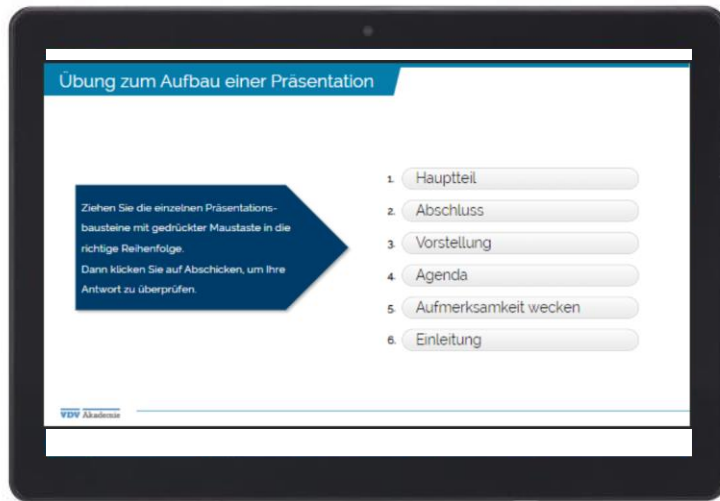 Übung zum Aufbau einer Präsentation
Ziehen Sie die einzelnen Präsentations-
bausteine mit gedrückter Maustaste in die
richtige Reihenfolge.
Dann klicken Sie auf Abschicken, um Ihre
Antwort zu überprüfen.
1. Hauptteil
2. Abschluss
3. Vorstellung
4. Agenda
5. Aufmerksamkeit wecken
6. Einleitung
VDV Akademie